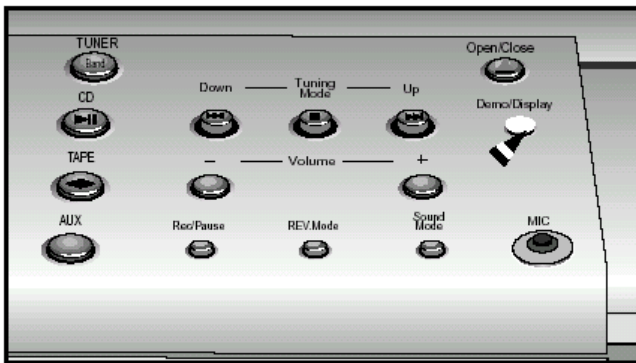 TUNER
Band
Open/Close
CD
Down
Tuning
Mode
Up
Demo/Display
TAPE
− Volume +
AUX
Rec/Pause
REV.Mode
Sound
Mode
MIC